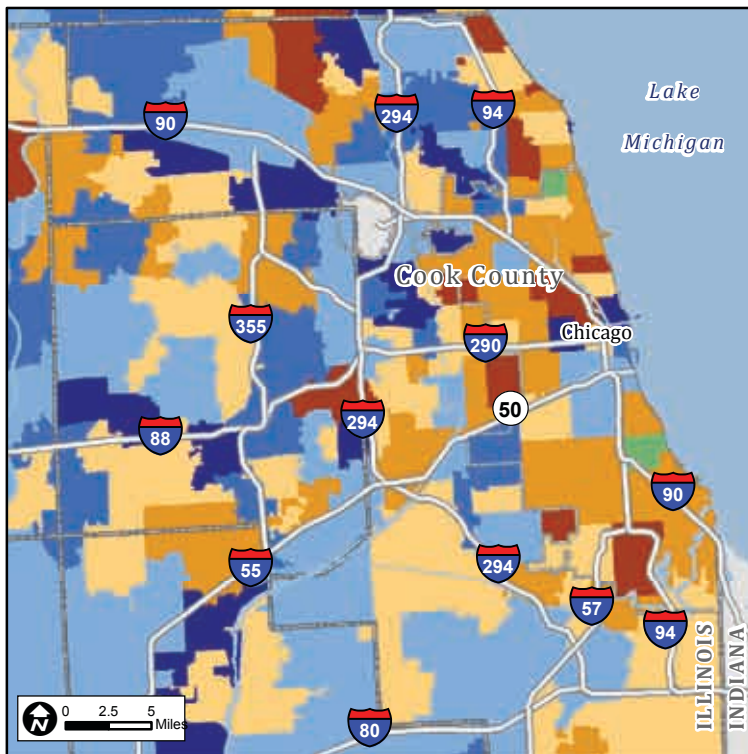 Lake
Michigan
90
294
94
Cook County
355
290
Chicago
50
294
88
90
55
294
57
94
ILLINOIS
INDIANA
N
0 2.5 5
Miles
80